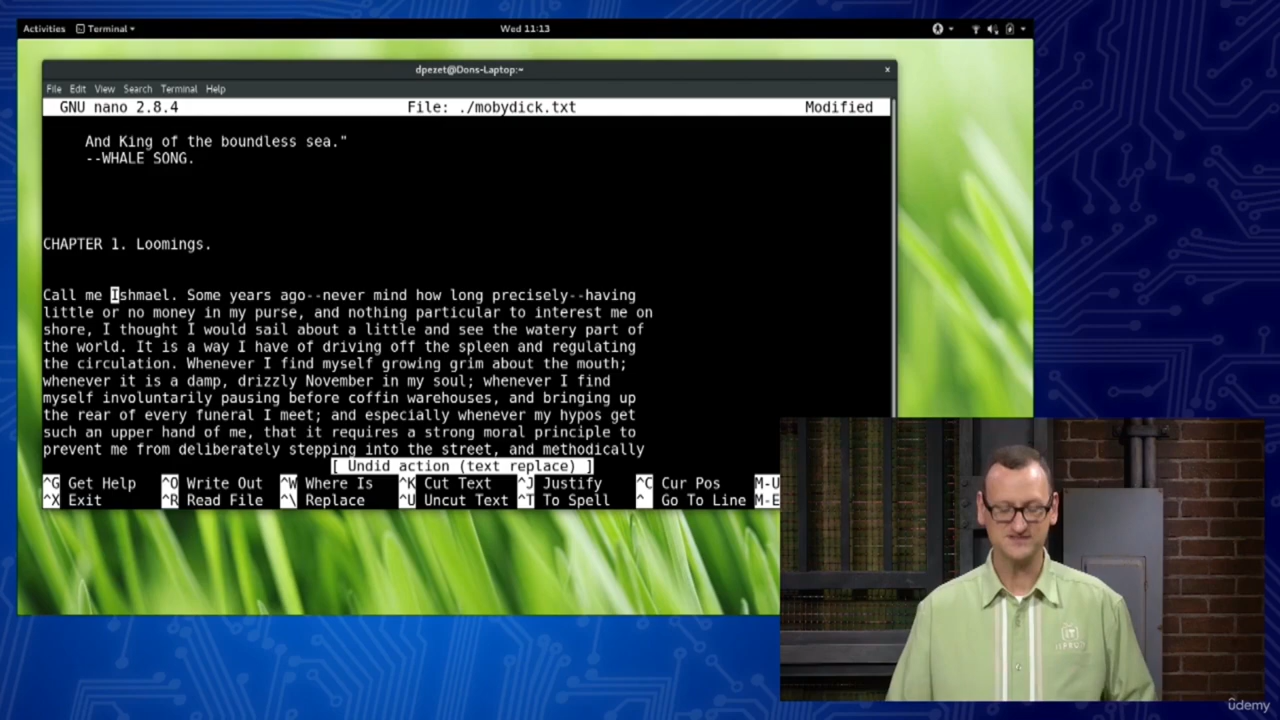 Activities Terminal Wed 11:13
dpezet@Dons-Laptop:~
File Edit View Search Terminal Help
GNU nano 2.8.4 File: ./mobydick.txt Modified
And King of the boundless sea."
--WHALE SONG.
CHAPTER 1. Loomings.
Call me Ishmael. Some years ago--never mind how long precisely--having
little or no money in my purse, and nothing particular to interest me on
shore, I thought I would sail about a little and see the watery part of
the world. It is a way I have of driving off the spleen and regulating
the circulation. Whenever I find myself growing grim about the mouth;
whenever it is a damp, drizzly November in my soul; whenever I find
myself involuntarily pausing before coffin warehouses, and bringing up
the rear of every funeral I meet; and especially whenever my hypos get
such an upper hand of me, that it requires a strong moral principle to
prevent me from deliberately stepping into the street, and methodically
[ Undid action (text replace) ]
^G Get Help ^O Write Out ^W Where Is ^K Cut Text ^J Justify ^C Cur Pos M-U
^X Exit ^R Read File ^\ Replace ^U Uncut Text ^T To Spell ^ Go To Line M-E
udemy